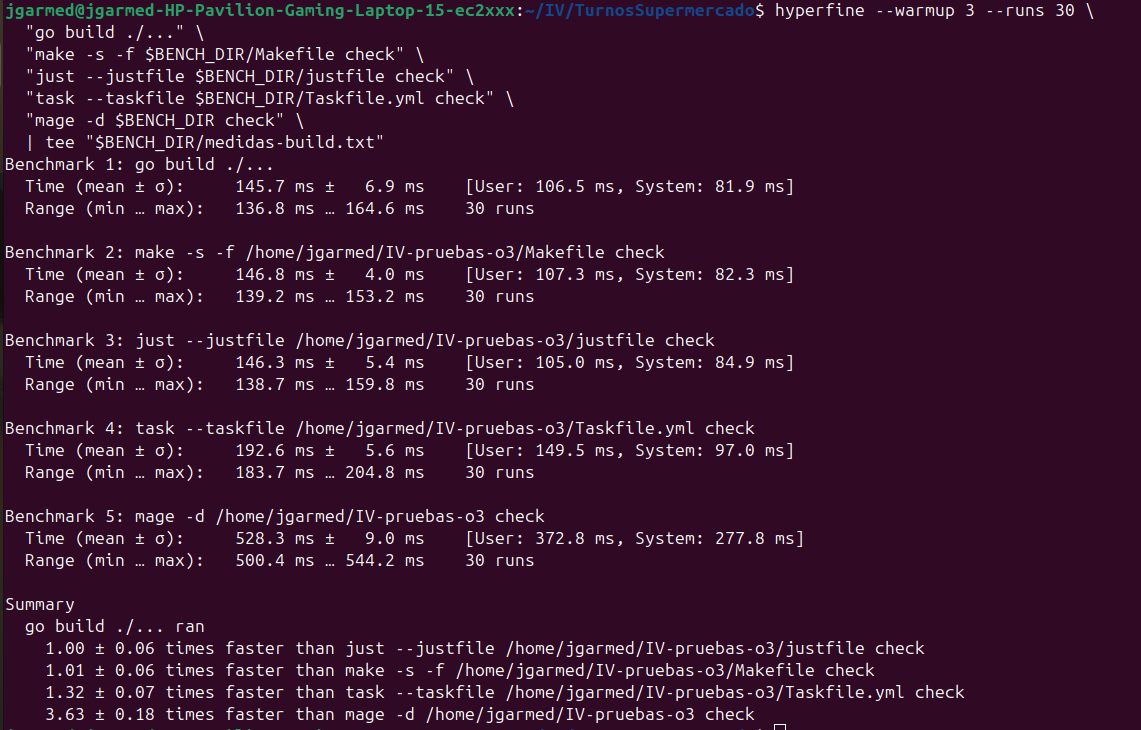 jgarmed@jgarmed-HP-Pavilion-Gaming-Laptop-15-ec2xxx:~/IV/TurnosSupermercado$ hyperfine --warmup 3 --runs 30 \
  "go build ./..." \
  "make -s -f $BENCH_DIR/Makefile check" \
  "just --justfile $BENCH_DIR/justfile check" \
  "task --taskfile $BENCH_DIR/Taskfile.yml check" \
  "mage -d $BENCH_DIR check" \
  | tee "$BENCH_DIR/medidas-build.txt"
Benchmark 1: go build ./...
  Time (mean ± σ):     145.7 ms ±   6.9 ms    [User: 106.5 ms, System: 81.9 ms]
  Range (min … max):   136.8 ms … 164.6 ms    30 runs

Benchmark 2: make -s -f /home/jgarmed/IV-pruebas-o3/Makefile check
  Time (mean ± σ):     146.8 ms ±   4.0 ms    [User: 107.3 ms, System: 82.3 ms]
  Range (min … max):   139.2 ms … 153.2 ms    30 runs

Benchmark 3: just --justfile /home/jgarmed/IV-pruebas-o3/justfile check
  Time (mean ± σ):     146.3 ms ±   5.4 ms    [User: 105.0 ms, System: 84.9 ms]
  Range (min … max):   138.7 ms … 159.8 ms    30 runs

Benchmark 4: task --taskfile /home/jgarmed/IV-pruebas-o3/Taskfile.yml check
  Time (mean ± σ):     192.6 ms ±   5.6 ms    [User: 149.5 ms, System: 97.0 ms]
  Range (min … max):   183.7 ms … 204.8 ms    30 runs

Benchmark 5: mage -d /home/jgarmed/IV-pruebas-o3 check
  Time (mean ± σ):     528.3 ms ±   9.0 ms    [User: 372.8 ms, System: 277.8 ms]
  Range (min … max):   500.4 ms … 544.2 ms    30 runs

Summary
  go build ./... ran
    1.00 ± 0.06 times faster than just --justfile /home/jgarmed/IV-pruebas-o3/justfile check
    1.01 ± 0.06 times faster than make -s -f /home/jgarmed/IV-pruebas-o3/Makefile check
    1.32 ± 0.07 times faster than task --taskfile /home/jgarmed/IV-pruebas-o3/Taskfile.yml check
    3.63 ± 0.18 times faster than mage -d /home/jgarmed/IV-pruebas-o3 check